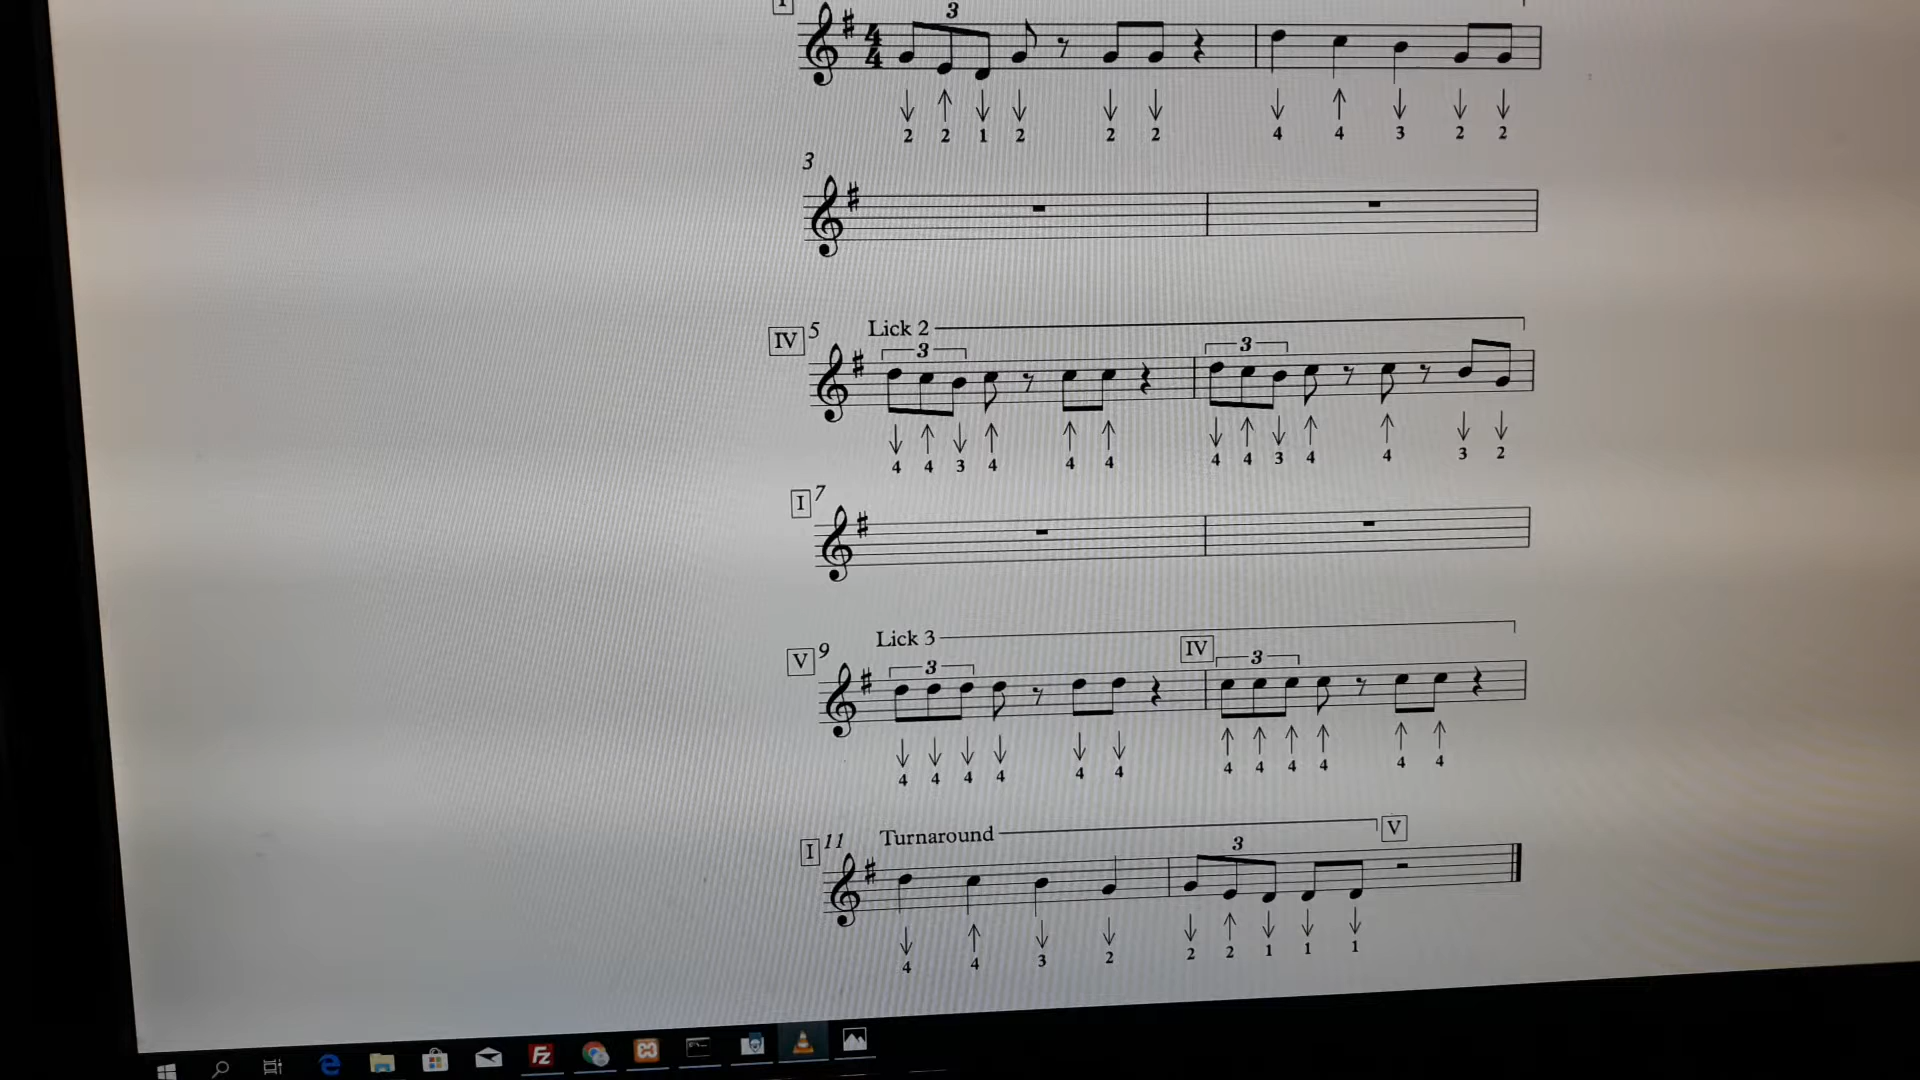 I
3
4
4
2 2 1 2 2 2 4 4 3 2 2
3
IV 5 Lick 2
3 3
4 4 3 4 4 4 4 4 3 4 4 3 2
I 7
V 9 Lick 3 IV
3 3
4 4 4 4 4 4 4 4 4 4 4 4
I 11 Turnaround V
3
4 4 3 2 2 2 1 1 1
Fz